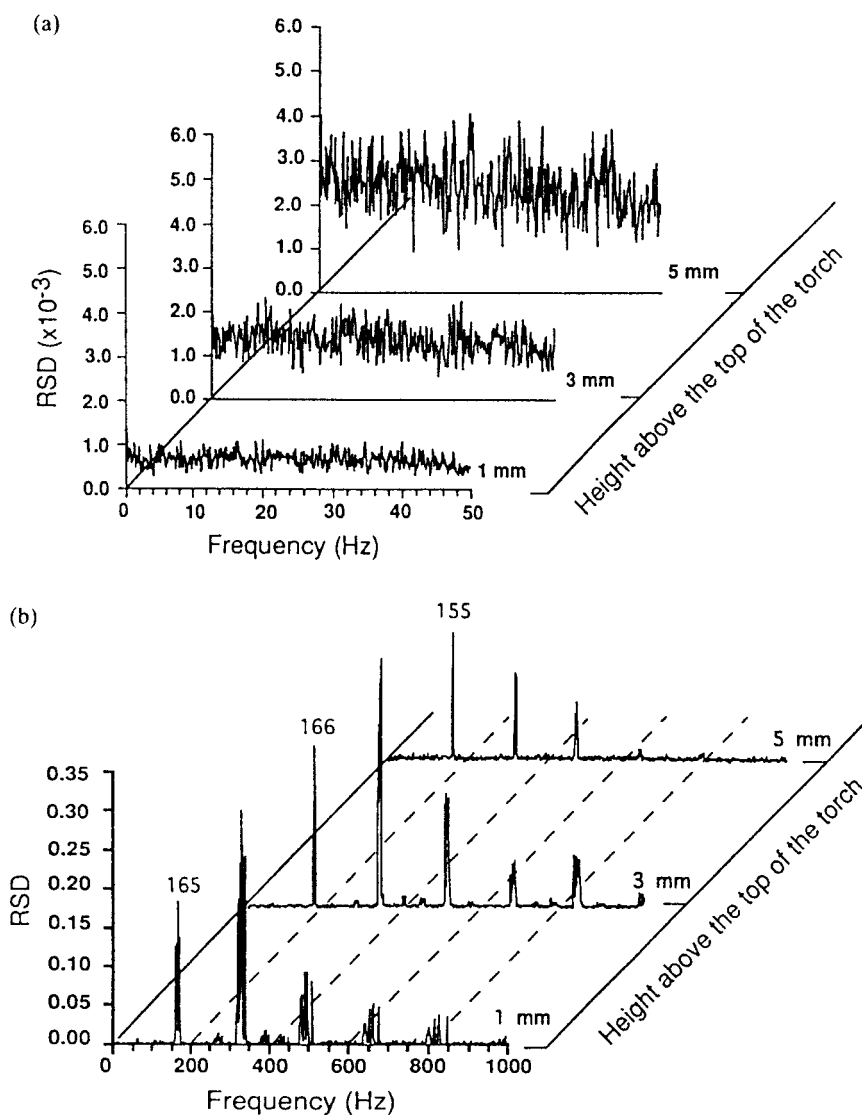 (a)
6.0
5.0
4.0
3.0
2.0
1.0
0.0
6.0
5.0
4.0
3.0
2.0
1.0
0.0
6.0
5.0
4.0
3.0
2.0
1.0
0.0
RSD (x10-3)
5 mm
3 mm
1 mm
0 10 20 30 40 50
Frequency (Hz)
Height above the top of the torch
(b)
155
166
165
0.35
0.30
0.25
0.20
0.15
0.10
0.05
0.00
RSD
5 mm
3 mm
1 mm
0 200 400 600 800 1000
Frequency (Hz)
Height above the top of the torch